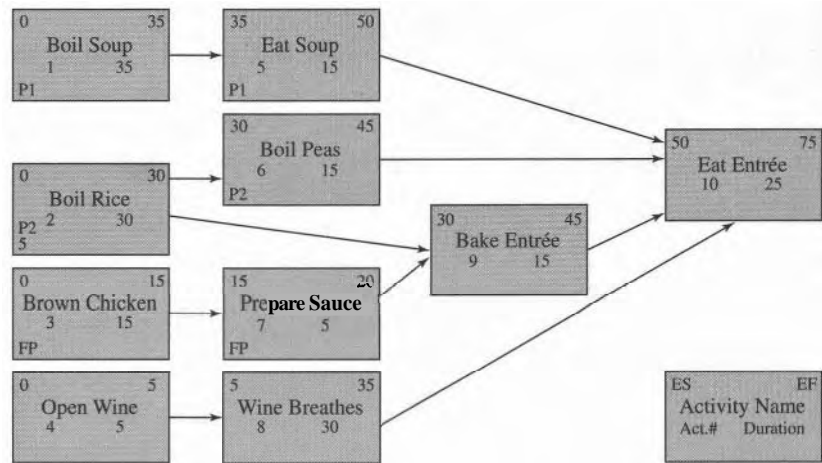 0 35
Boil Soup
1 35
P1
35 50
Eat Soup
5 15
P1
30 45
Boil Peas
6 15
P2
0 30
Boil Rice
2 30
P2
5
50 75
Eat Entrée
10 25
30 45
Bake Entrée
9 15
0 15
Brown Chicken
3 15
FP
15 20
Prepare Sauce
7 5
FP
0 5
Open Wine
4 5
5 35
Wine Breathes
8 30
ES EF
Activity Name
Act.# Duration